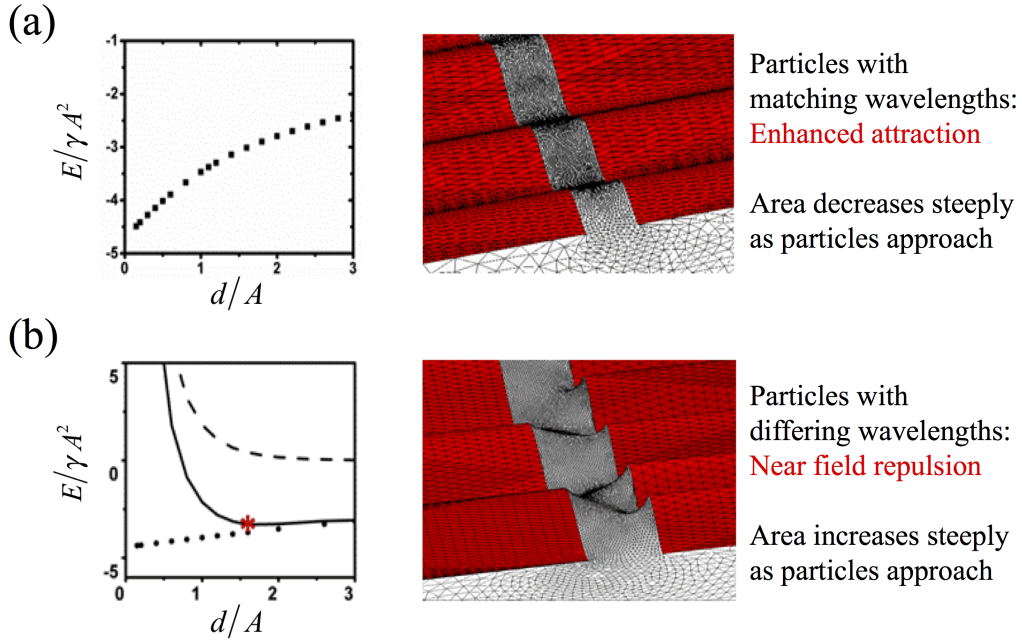 (a)
-1
-2
-3
-4
-5
E/γA²
0
1
2
3
d/A
Particles with
matching wavelengths:
Enhanced attraction
Area decreases steeply
as particles approach
(b)
5
0
-5
E/γA²
0
1
2
3
d/A
Particles with
differing wavelengths:
Near field repulsion
Area increases steeply
as particles approach